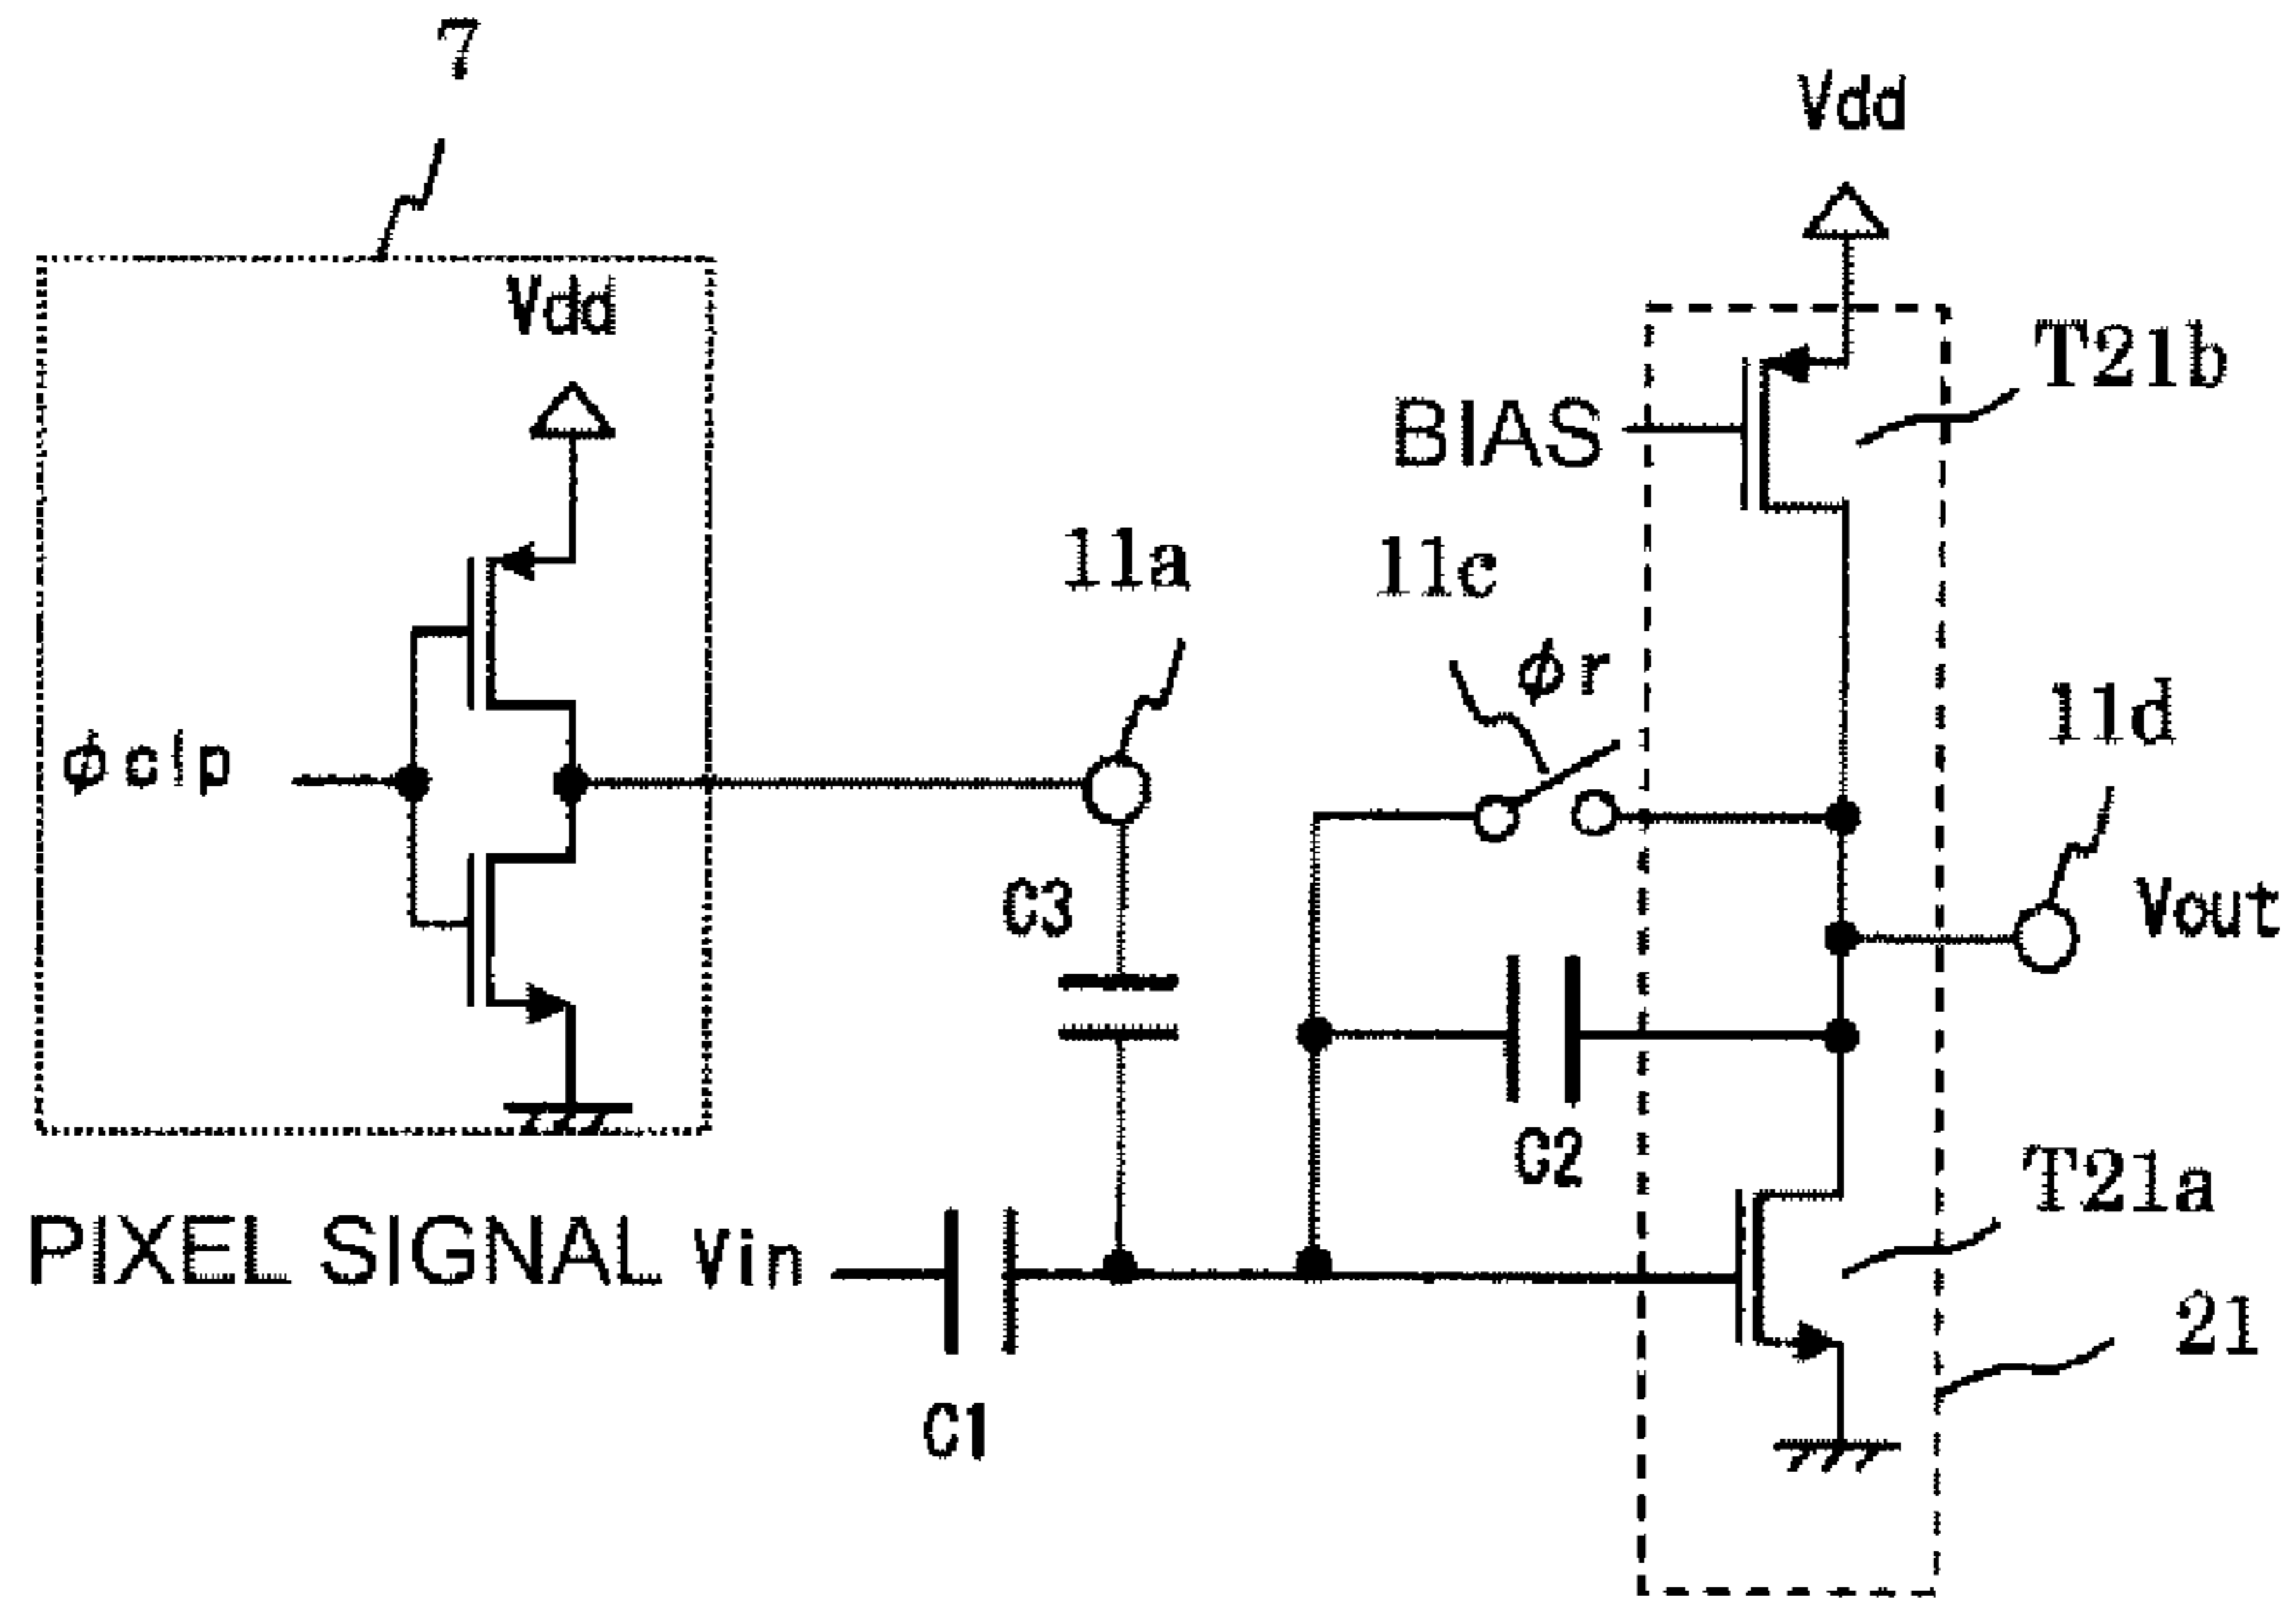 7
Vdd
Vdd
T21b
BIAS
11a
11c
φr
11d
φclp
C3
Vout
C2
T21a
PIXEL SIGNAL Vin
21
C1